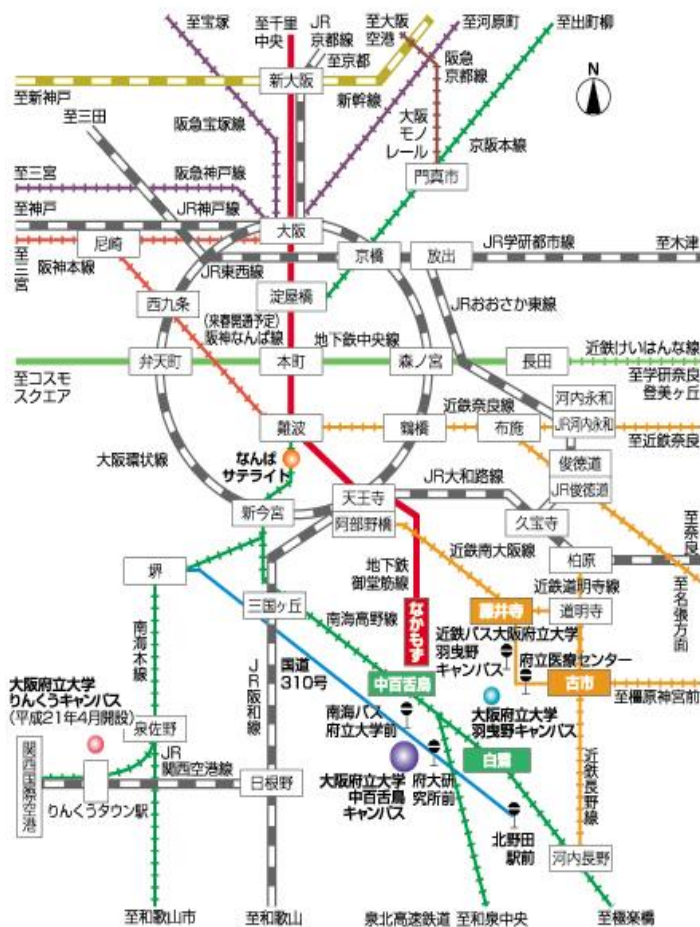 至宝塚
至千里
中央
JR
京都線
至京都
至大阪
空港
至河原町
至出町柳
阪急
京都線
N
新大阪
至新神戸
新幹線
至三田
阪急宝塚線
大阪
モノ
レール
京阪本線
門真市
至三宮
阪急神戸線
至神戸
JR神戸線
大阪
尼崎
京橋
放出
JR学研都市線
至木津
至三宮
阪神本線
JR東西線
淀屋橋
西九条
JRおおさか東線
(来春開通予定)
阪神なんば線
地下鉄中央線
弁天町
本町
森ノ宮
長田
近鉄けいはんな線
至コスモ
スクエア
至学研奈良
登美ヶ丘
河内永和
JR河内永和
近鉄奈良線
難波
鶴橋
布施
至近鉄奈良
なんば
サテライト
大阪環状線
俊徳道
JR俊徳道
JR大和路線
天王寺
阿部野橋
新今宮
久宝寺
至奈良
近鉄南大阪線
柏原
堺
地下鉄
御堂筋線
近鉄道明寺線
至名張方面
三国ヶ丘
南海高野線
なかもず
藤井寺
道明寺
近鉄バス大阪府立大学
羽曳野
キャンパス
府立医療センター
南海本線
JR阪和線
国道
310号
中百舌鳥
古市
至橿原神宮前
大阪府立大学
りんくうキャンパス
(平成21年4月開設)
南海バス
府立大学前
大阪府立大学
羽曳野キャンパス
泉佐野
白鷺
近鉄長野線
関西国際空港
JR
関西空港線
りんくうタウン駅
日根野
大阪府立大学
中百舌鳥
キャンパス
府大研
究所前
北野田
駅前
河内長野
至和歌山市
至和歌山
泉北高速鉄道
至和泉中央
至極楽橋